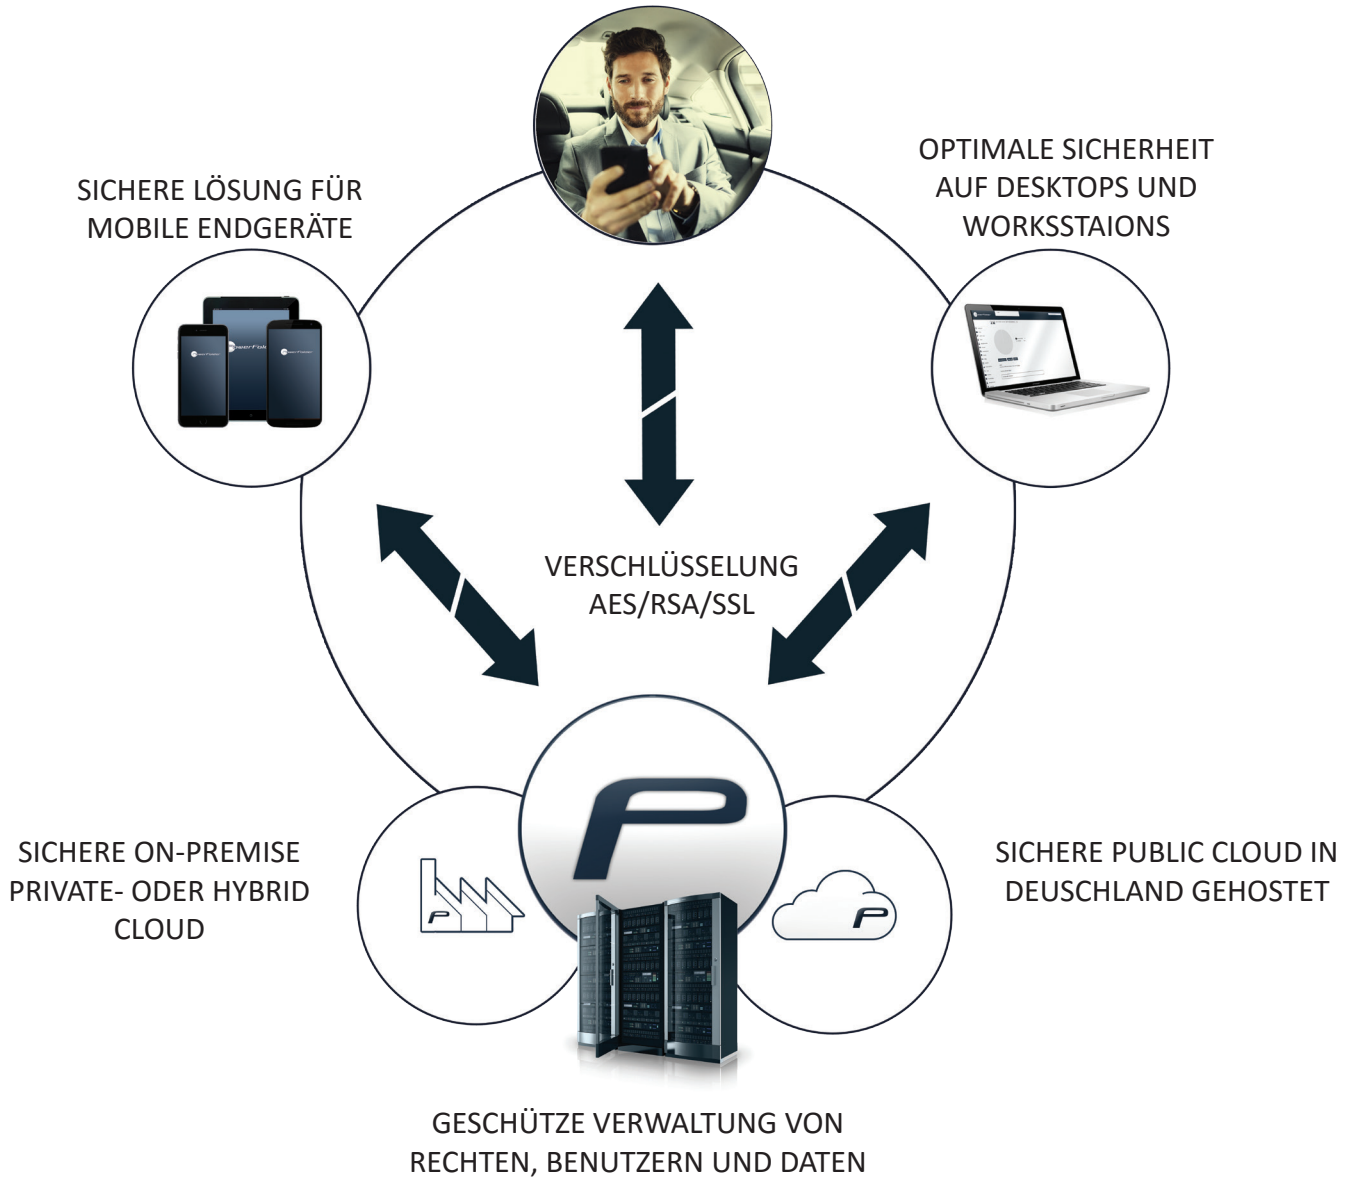 OPTIMALE SICHERHEIT
AUF DESKTOPS UND
WORKSSTAIONS
SICHERE LÖSUNG FÜR
MOBILE ENDGERÄTE
VERSCHLÜSSELUNG
AES/RSA/SSL
SICHERE ON-PREMISE
PRIVATE- ODER HYBRID
CLOUD
SICHERE PUBLIC CLOUD IN
DEUSCHLAND GEHOSTET
GESCHÜTZE VERWALTUNG VON
RECHTEN, BENUTZERN UND DATEN